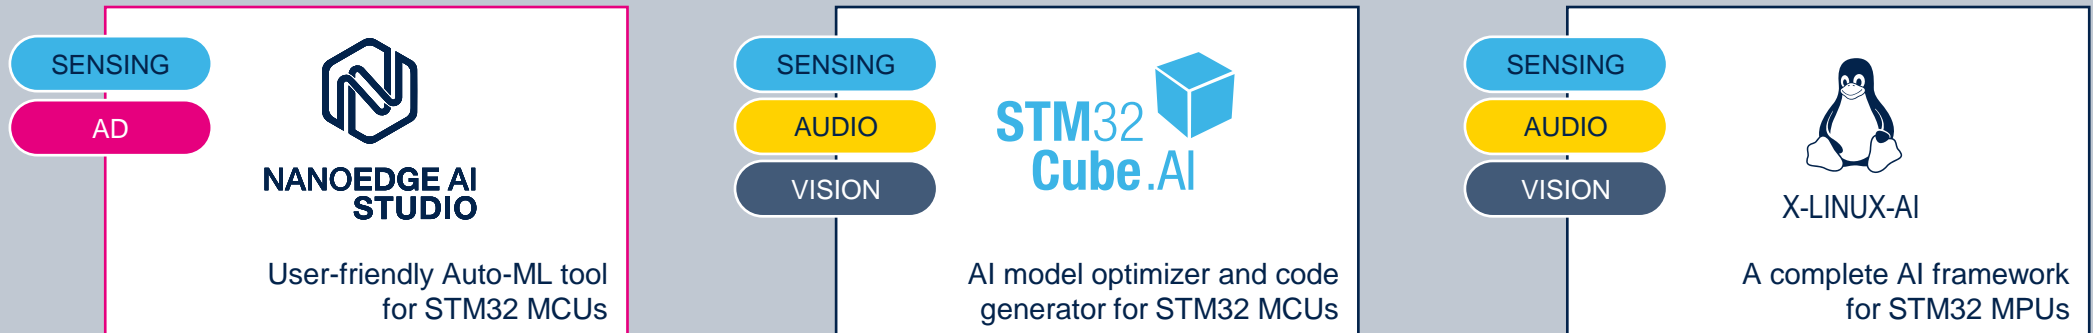 SENSING
AD
NANOEDGE AI
STUDIO
User-friendly Auto-ML tool
for STM32 MCUs
SENSING
AUDIO
VISION
STM32
Cube.AI
AI model optimizer and code
generator for STM32 MCUs
SENSING
AUDIO
VISION
X-LINUX-AI
A complete AI framework
for STM32 MPUs